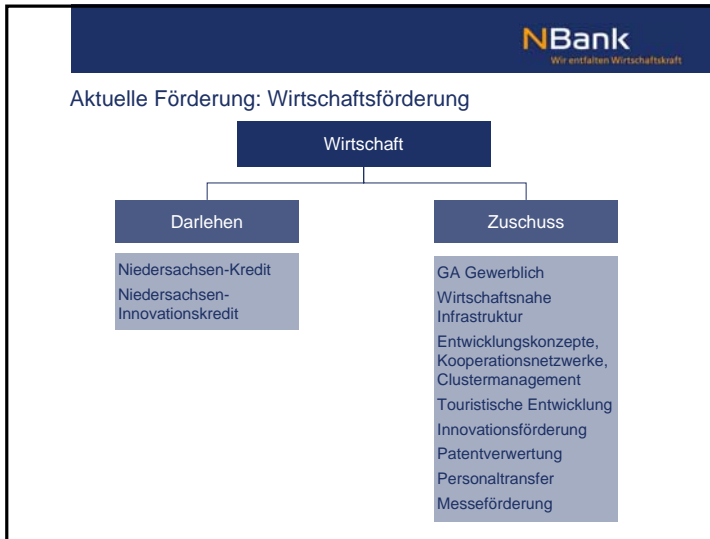 NBank
Wir entfalten Wirtschaftskraft
Aktuelle Förderung: Wirtschaftsförderung
Wirtschaft
Darlehen
Niedersachsen-Kredit
Niedersachsen-
Innovationskredit
Zuschuss
GA Gewerblich
Wirtschaftsnahe
Infrastruktur
Entwicklungskonzepte,
Kooperationsnetzwerke,
Clustermanagement
Touristische Entwicklung
Innovationsförderung
Patentverwertung
Personaltransfer
Messeförderung